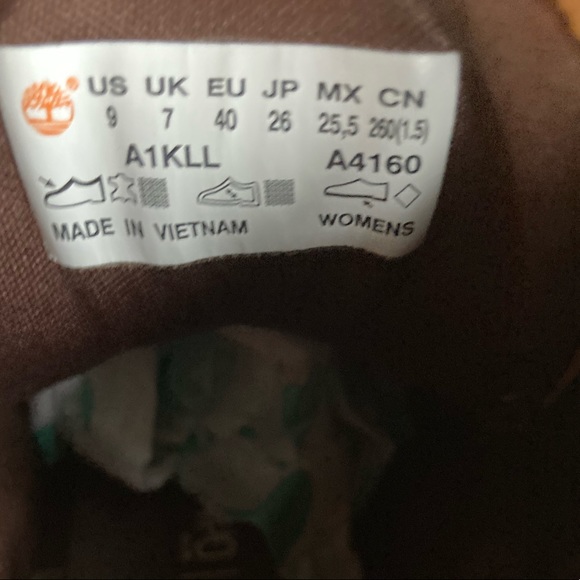 US UK EU JP MX CN
9 7 40 26 25,5 260(1.5)
A1KLL A4160
MADE IN VIETNAM WOMENS